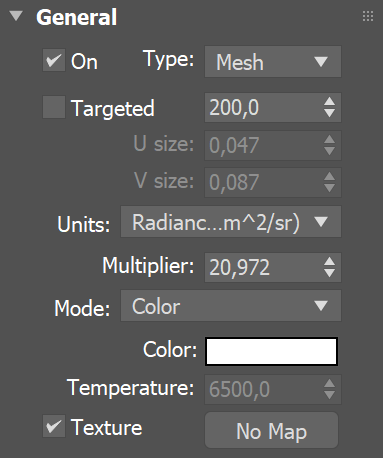 General
On Type: Mesh
Targeted 200,0
U size: 0,047
V size: 0,087
Units: Radianc...m^2/sr)
Multiplier: 20,972
Mode: Color
Color:
Temperature: 6500,0
Texture No Map